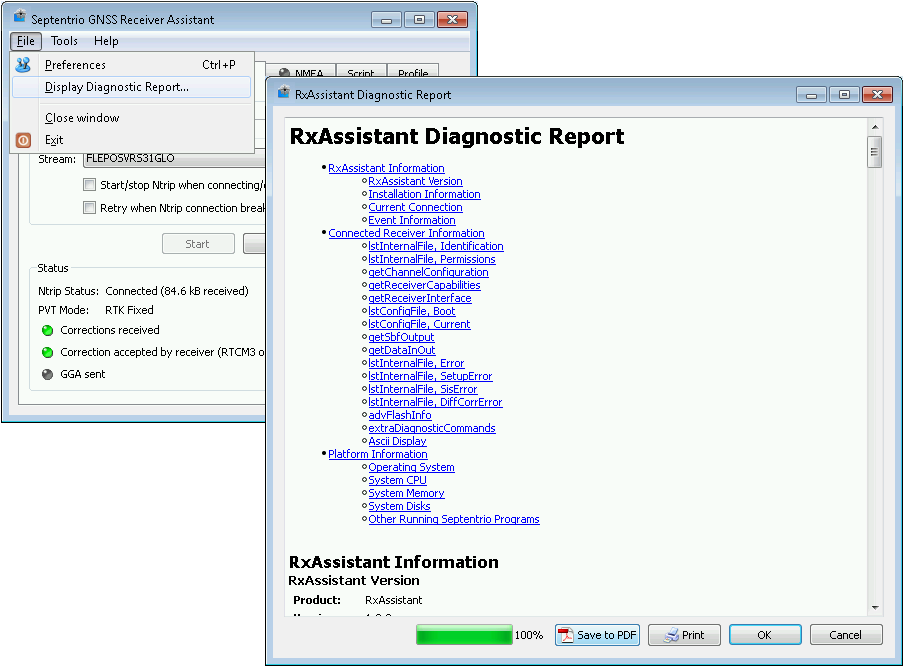 Septentrio GNSS Receiver Assistant
File Tools Help
Preferences Ctrl+P
Display Diagnostic Report...
Close window
Exit
NMEA Script Profile
Stream: FLEPOSVRS31GLO
Start/stop Ntrip when connecting/
Retry when Ntrip connection break
Start
Status
Ntrip Status: Connected (84.6 kB received)
PVT Mode: RTK Fixed
Corrections received
Correction accepted by receiver (RTCM3 o
GGA sent
RxAssistant Diagnostic Report
RxAssistant Diagnostic Report
RxAssistant Information
RxAssistant Version
Installation Information
Current Connection
Event Information
Connected Receiver Information
lstInternalFile, Identification
lstInternalFile, Permissions
getChannelConfiguration
getReceiverCapabilities
getReceiverInterface
lstConfigFile, Boot
lstConfigFile, Current
getSbfOutput
getDataInOut
lstInternalFile, Error
lstInternalFile, SetupError
lstInternalFile, SisError
lstInternalFile, DiffCorrError
advFlashInfo
extraDiagnosticCommands
Ascii Display
Platform Information
Operating System
System CPU
System Memory
System Disks
Other Running Septentrio Programs
RxAssistant Information
RxAssistant Version
Product: RxAssistant
100% Save to PDF Print OK Cancel